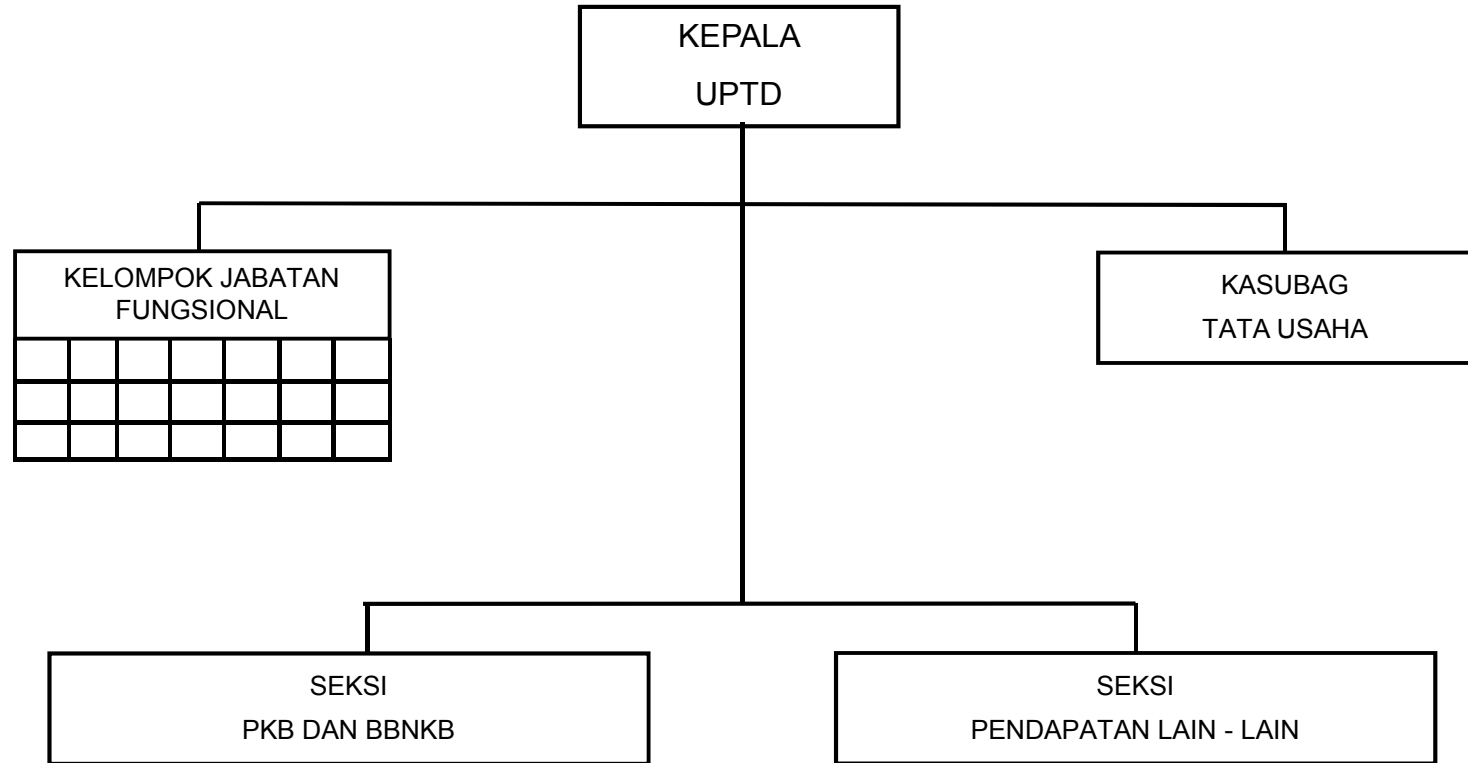 KEPALA
UPTD
KELOMPOK JABATAN
FUNGSIONAL
KASUBAG
TATA USAHA
SEKSI
PKB DAN BBNKB
SEKSI
PENDAPATAN LAIN - LAIN